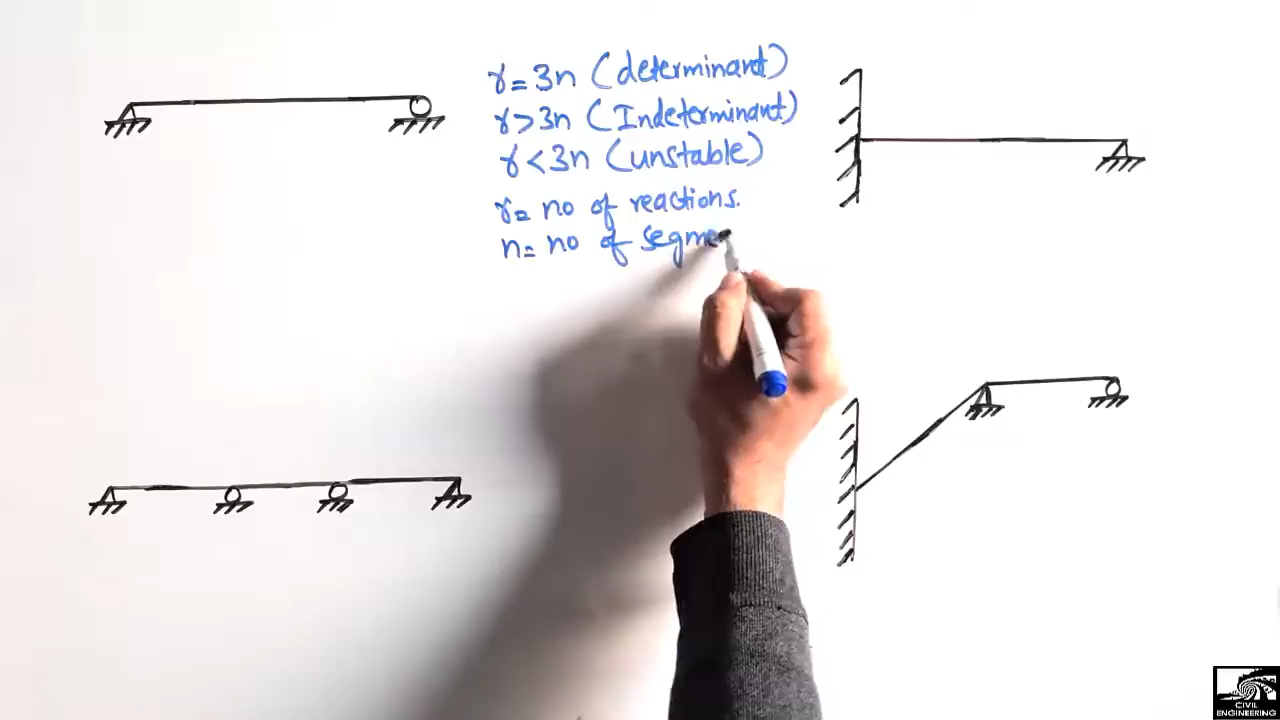 r = 3n (determinant)
r > 3n (Indeterminant)
r < 3n (unstable)
r = no of reactions.
n = no of segme
CIVIL
ENGINEERING